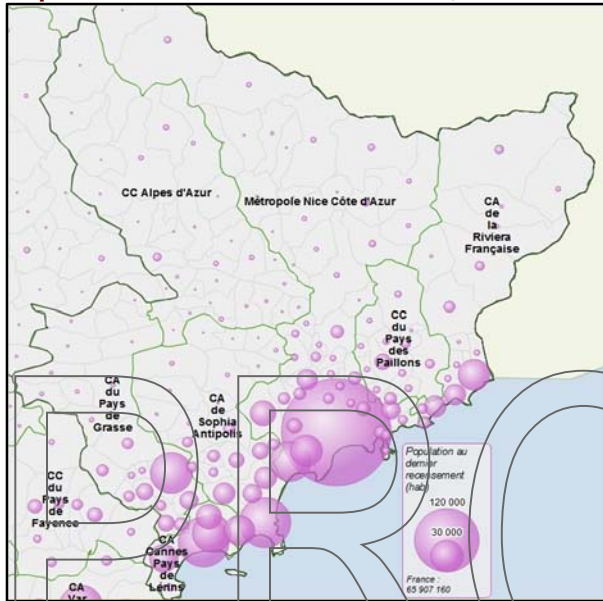 CC Alpes d'Azur
Métropole Nice Côte d'Azur
CA
de
la
Riviera
Française
CC
du
Pays
des
Paillons
CA
du
Pays
de
Grasse
CA
de
Sophia
Antipolis
CC
du
Pays
de
Fayence
CA
Cannes
Pays
de
Lérins
CA
Var
Population au
dernier
recensement
(hab)
120 000
30 000
France :
65 907 160